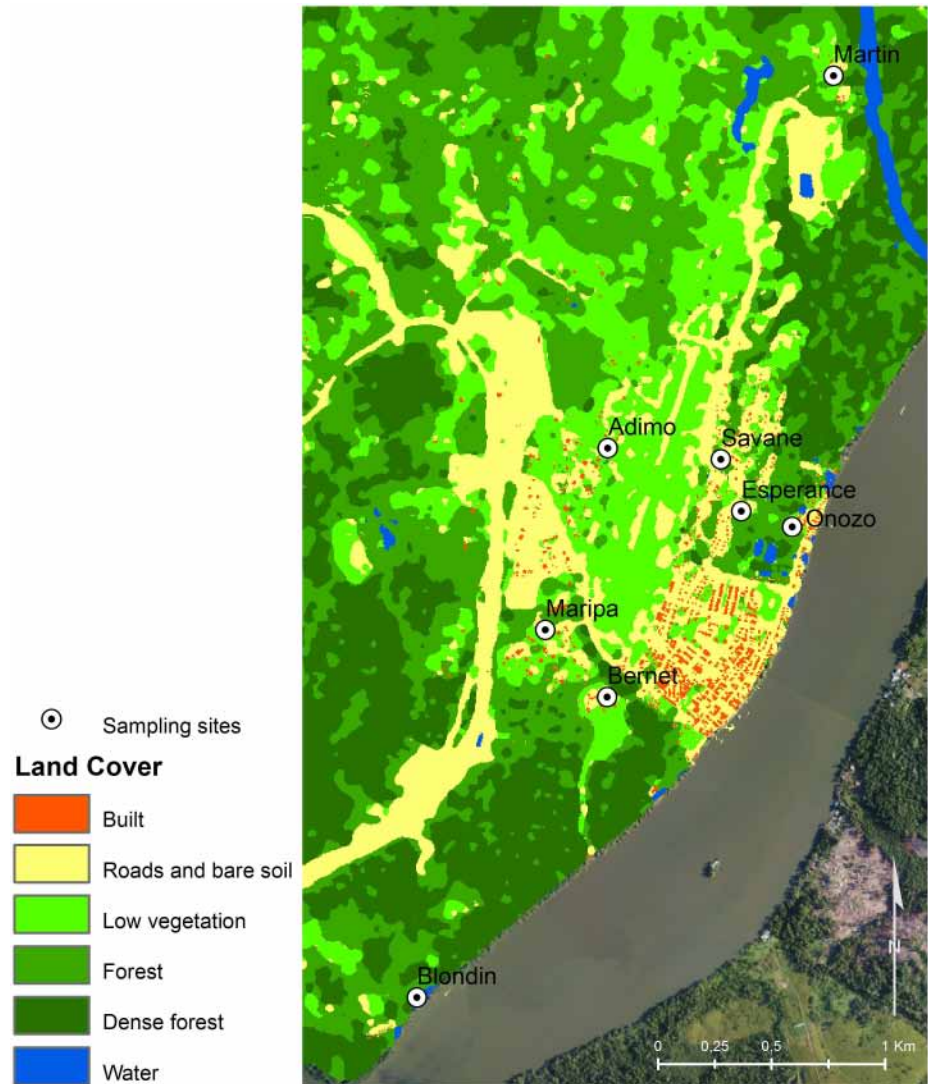 Martin
Adimo
Savane
Esperance
Onozo
Maripa
Bernet
Blondin
Sampling sites
Land Cover
Built
Roads and bare soil
Low vegetation
Forest
Dense forest
Water
N
0 0,25 0,5 1 Km